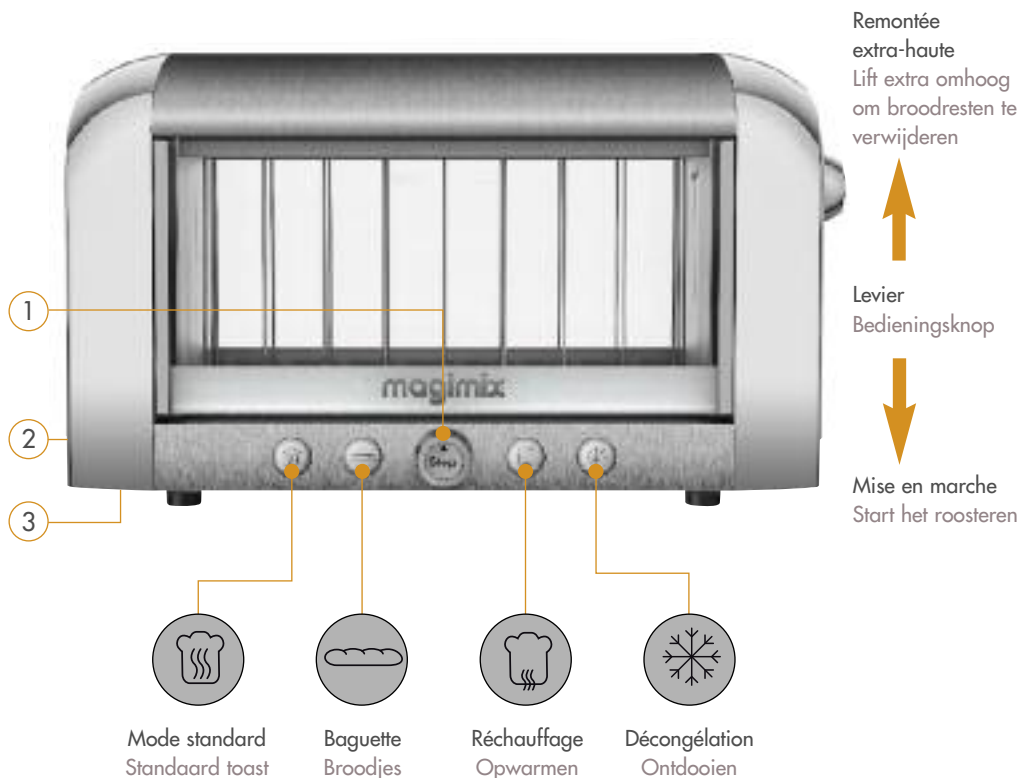 Remontée
extra-haute
Lift extra omhoog
om broodresten te
verwijderen
1
Levier
Bedieningsknop
magimix
2
Stop
3
Mise en marche
Start het roosteren
Mode standard
Standaard toast
Baguette
Broodjes
Réchauffage
Opwarmen
Décongélation
Ontdooien